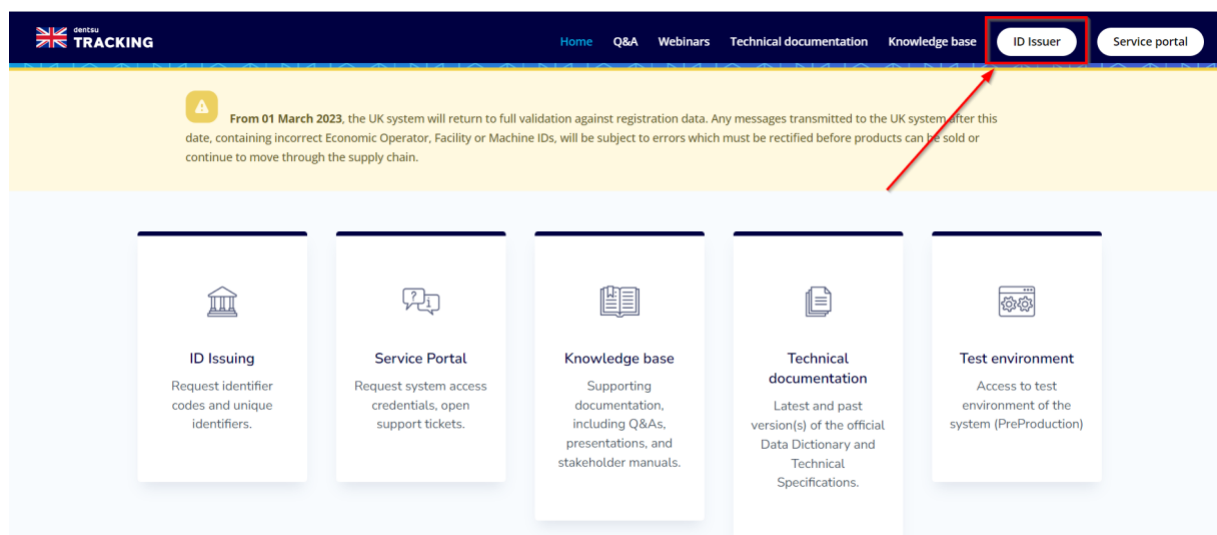 dentsu
TRACKING
Home Q&A Webinars Technical documentation Knowledge base ID Issuer Service portal
From 01 March 2023, the UK system will return to full validation against registration data. Any messages transmitted to the UK system after this
date, containing incorrect Economic Operator, Facility or Machine IDs, will be subject to errors which must be rectified before products can be sold or
continue to move through the supply chain.
ID Issuing
Request identifier
codes and unique
identifiers.
Service Portal
Request system access
credentials, open
support tickets.
Knowledge base
Supporting
documentation,
including Q&As,
presentations, and
stakeholder manuals.
Technical
documentation
Latest and past
version(s) of the official
Data Dictionary and
Technical
Specifications.
Test environment
Access to test
environment of the
system (PreProduction)